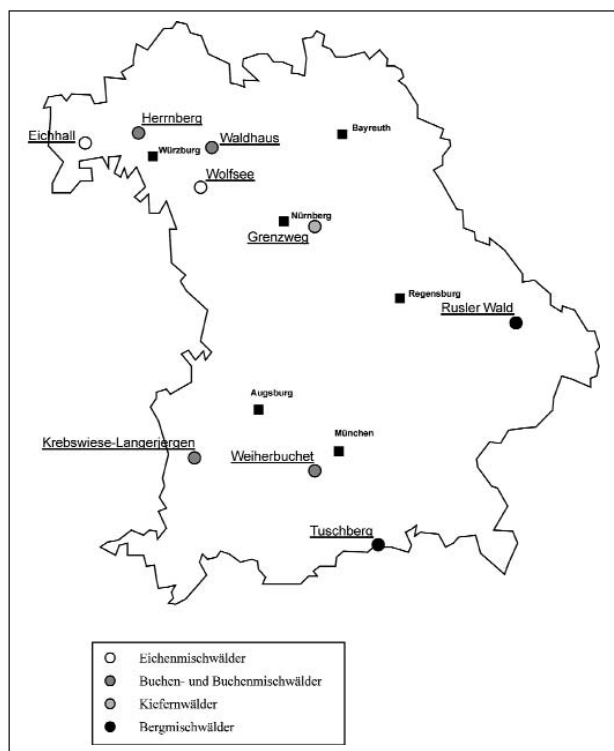 Herrnberg
Bayreuth
Eichhall
Waldhaus
Würzburg
Wolfsee
Nürnberg
Grenzweg
Regensburg
Rusler Wald
Augsburg
München
Krebswiese-Langerjergen
Weiherbuchet
Tuschberg
Eichenmischwälder
Buchen- und Buchenmischwälder
Kiefernwälder
Bergmischwälder